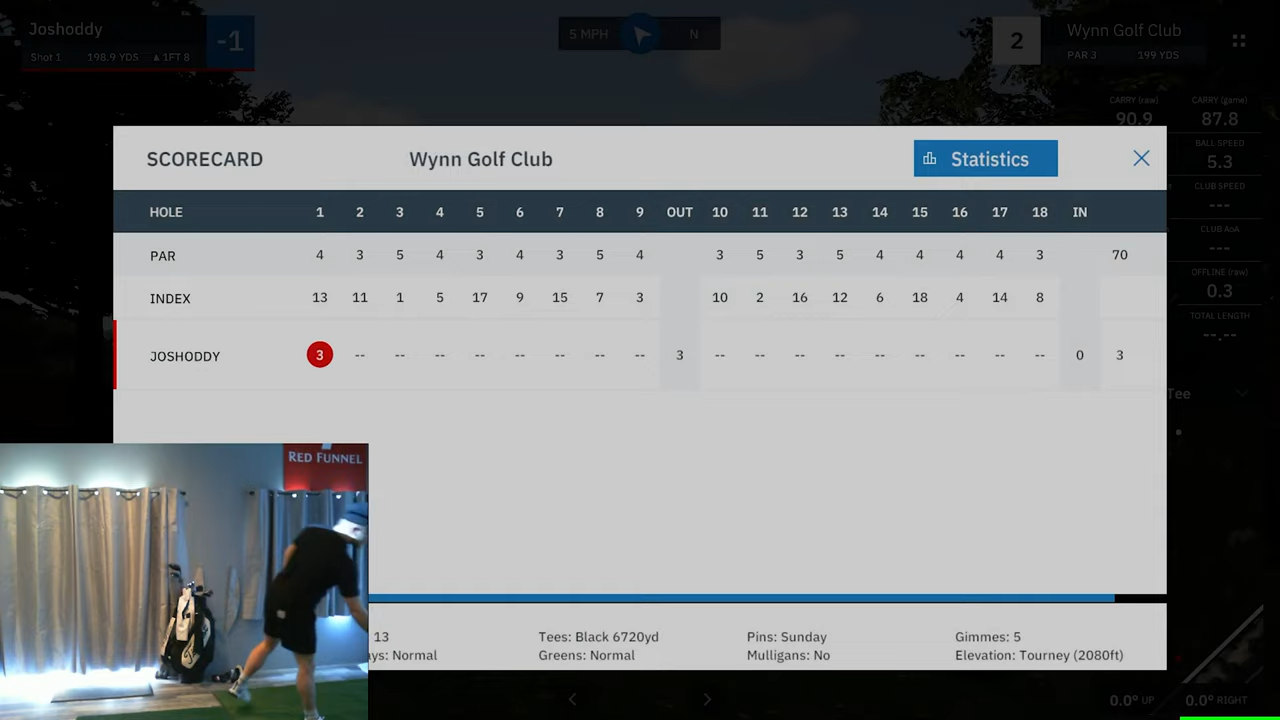 Joshoddy
-1
Shot 1 198.9 YDS ▲1FT 8
5 MPH N
2
Wynn Golf Club
PAR 3 199 YDS
CARRY (raw) CARRY (game)
90.9 87.8
BALL SPEED
5.3
CLUB SPEED
---
CLUB AoA
---
OFFLINE (raw)
0.3
TOTAL LENGTH
--.--
Tee
SCORECARD Wynn Golf Club Statistics
HOLE 1 2 3 4 5 6 7 8 9 OUT 10 11 12 13 14 15 16 17 18 IN
PAR 4 3 5 4 3 4 3 5 4 3 5 3 5 4 4 4 4 3 70
INDEX 13 11 1 5 17 9 15 7 3 10 2 16 12 6 18 4 14 8
JOSHODDY 3 -- -- -- -- -- -- -- -- 3 -- -- -- -- -- -- -- -- -- 0 3
RED FUNNEL
13 Tees: Black 6720yd Pins: Sunday Gimmes: 5
ays: Normal Greens: Normal Mulligans: No Elevation: Tourney (2080ft)
0.0° UP 0.0° RIGHT